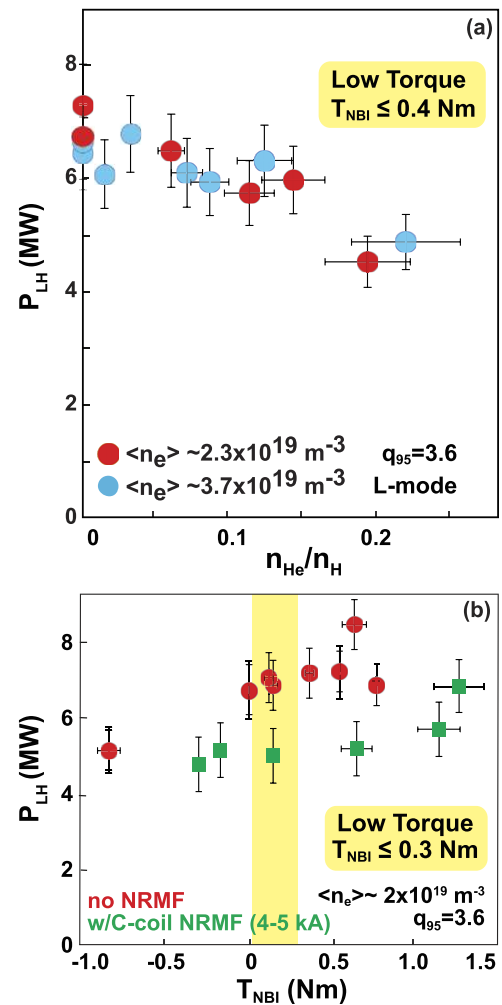 (a)
Low Torque
T_NBI ≤ 0.4 Nm
8
6
4
2
0
P_LH (MW)
<n_e> ~2.3x10^19 m^-3
q_95=3.6
<n_e> ~3.7x10^19 m^-3
L-mode
0 0.1 0.2
n_He/n_H
(b)
8
6
4
2
0
P_LH (MW)
Low Torque
T_NBI ≤ 0.3 Nm
<n_e>~ 2x10^19 m^-3
no NRMF
q_95=3.6
w/C-coil NRMF (4-5 kA)
-1.0 -0.5 0 0.5 1.0 1.5
T_NBI (Nm)